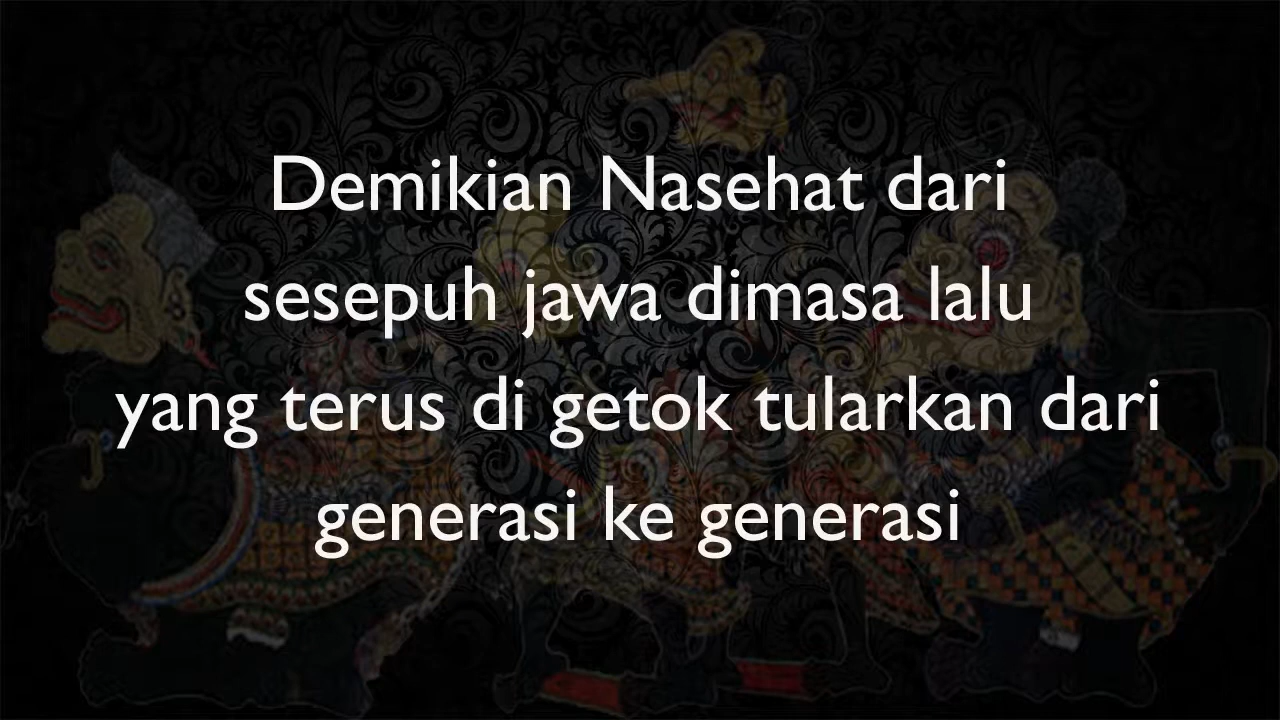 Demikian Nasehat dari
sesepuh jawa dimasa lalu
yang terus di getok tularkan dari
generasi ke generasi